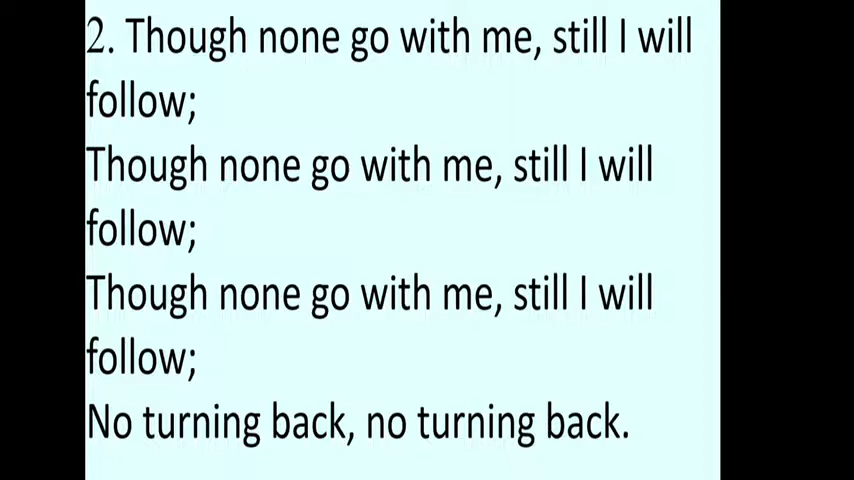 2. Though none go with me, still I will
follow;
Though none go with me, still I will
follow;
Though none go with me, still I will
follow;
No turning back, no turning back.